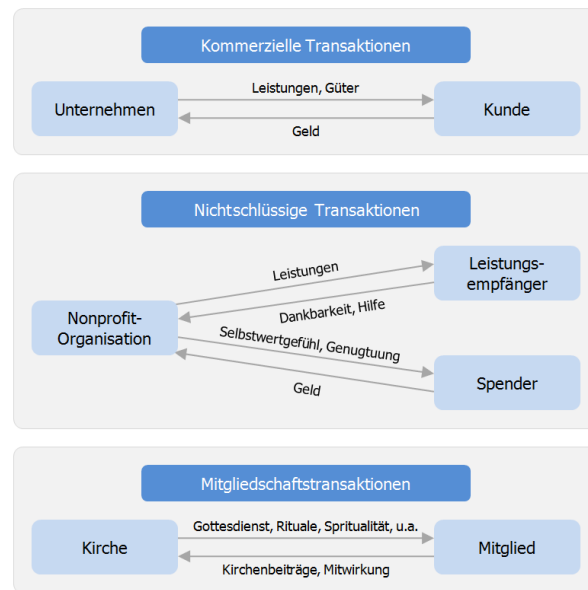 Kommerzielle Transaktionen
Unternehmen
Leistungen, Güter
Geld
Kunde
Nichtschlüssige Transaktionen
Nonprofit-
Organisation
Leistungen
Dankbarkeit, Hilfe
Selbstwertgefühl, Genugtuung
Geld
Leistungs-
empfänger
Spender
Mitgliedschaftstransaktionen
Kirche
Gottesdienst, Rituale, Spritualität, u.a.
Kirchenbeiträge, Mitwirkung
Mitglied